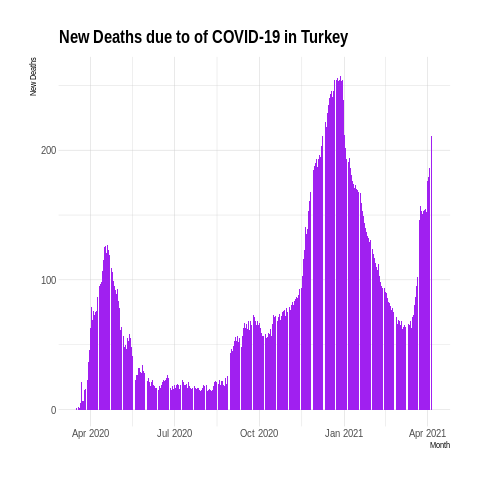 New Deaths due to of COVID-19 in Turkey
New Deaths
200
100
0
Apr 2020 Jul 2020 Oct 2020 Jan 2021 Apr 2021
Month